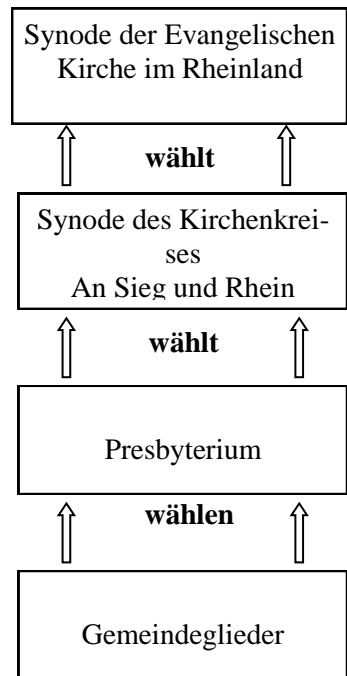 Synode der Evangelischen
Kirche im Rheinland
wählt
Synode des Kirchenkrei-
ses
An Sieg und Rhein
wählt
Presbyterium
wählen
Gemeindeglieder